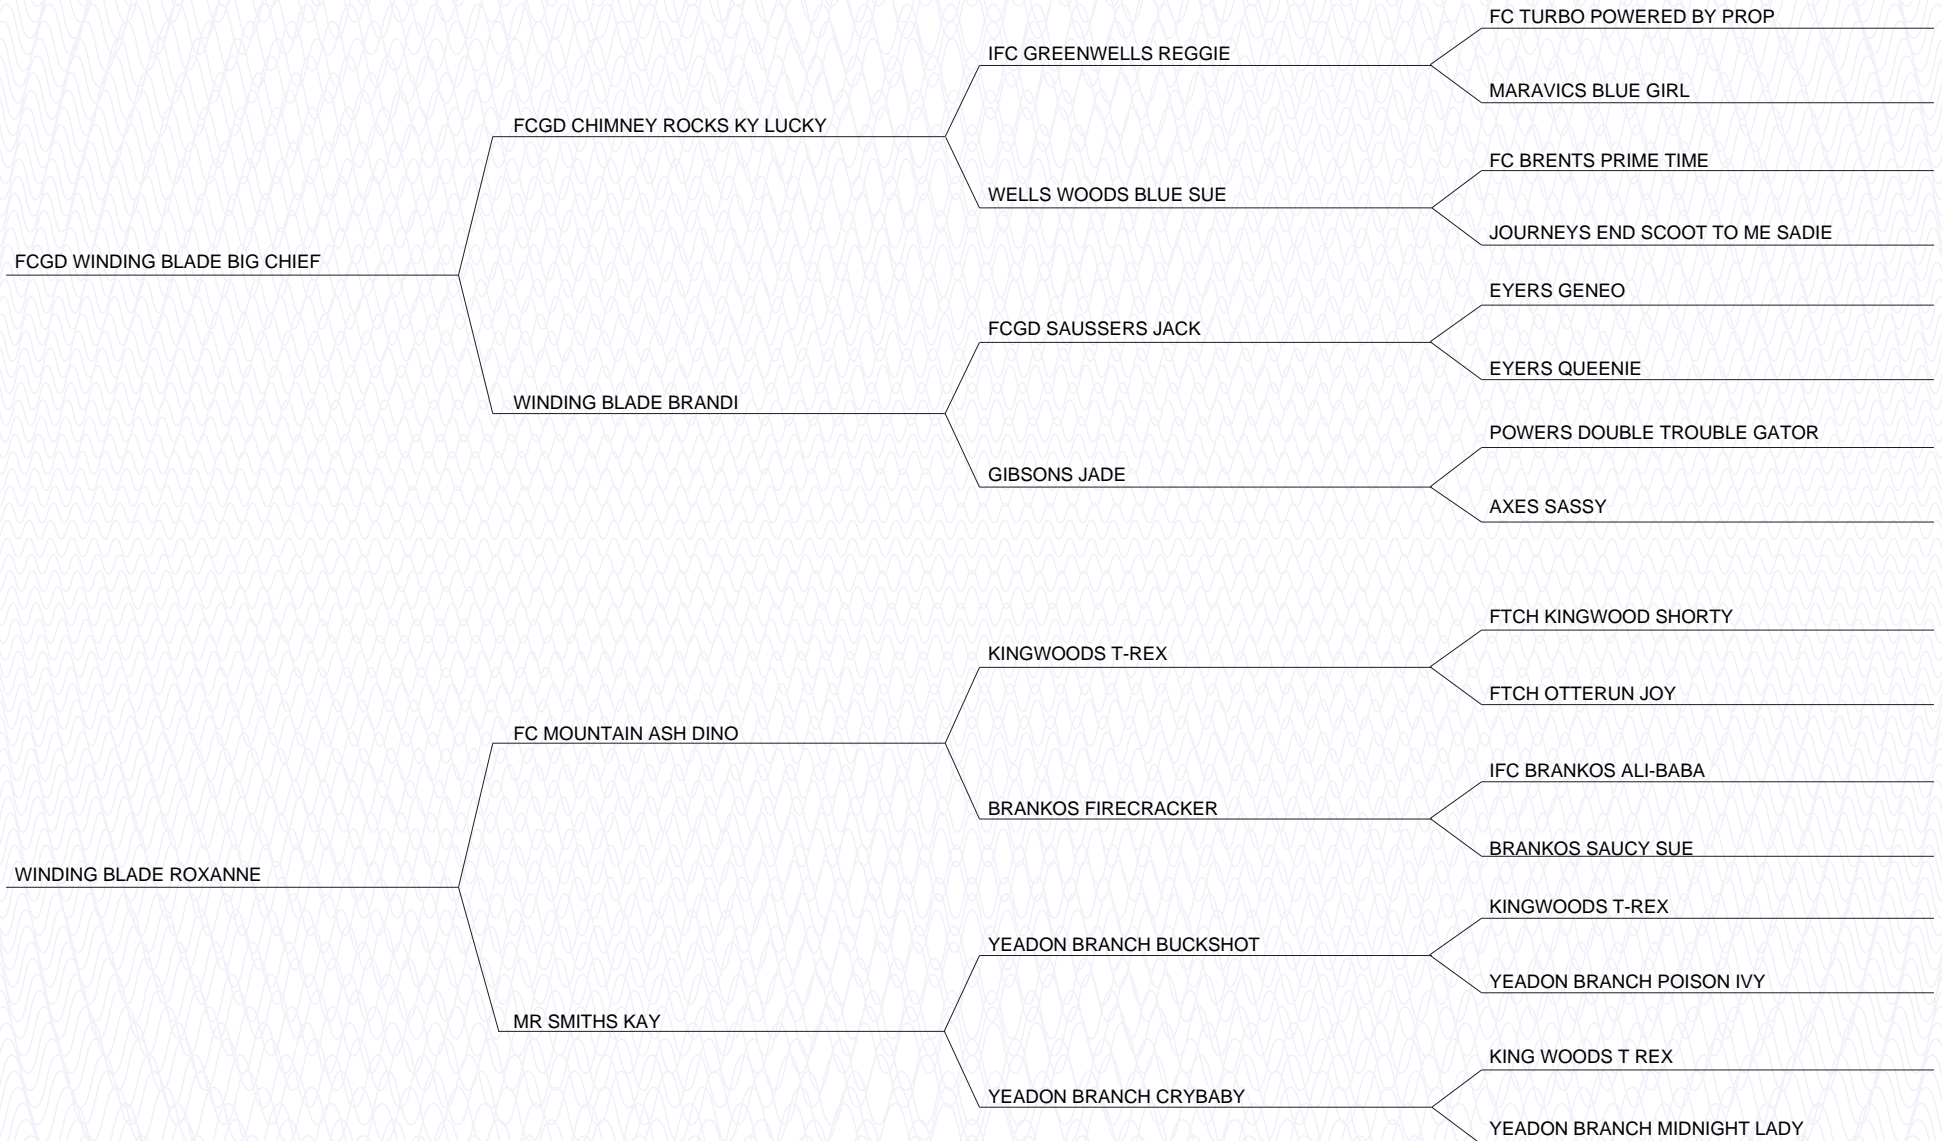 FC TURBO POWERED BY PROP
IFC GREENWELLS REGGIE
MARAVICS BLUE GIRL
FCGD CHIMNEY ROCKS KY LUCKY
FC BRENTS PRIME TIME
WELLS WOODS BLUE SUE
JOURNEYS END SCOOT TO ME SADIE
FCGD WINDING BLADE BIG CHIEF
EYERS GENEO
FCGD SAUSSERS JACK
EYERS QUEENIE
WINDING BLADE BRANDI
POWERS DOUBLE TROUBLE GATOR
GIBSONS JADE
AXES SASSY
FTCH KINGWOOD SHORTY
KINGWOODS T-REX
FTCH OTTERUN JOY
FC MOUNTAIN ASH DINO
IFC BRANKOS ALI-BABA
BRANKOS FIRECRACKER
BRANKOS SAUCY SUE
WINDING BLADE ROXANNE
KINGWOODS T-REX
YEADON BRANCH BUCKSHOT
YEADON BRANCH POISON IVY
MR SMITHS KAY
KING WOODS T REX
YEADON BRANCH CRYBABY
YEADON BRANCH MIDNIGHT LADY